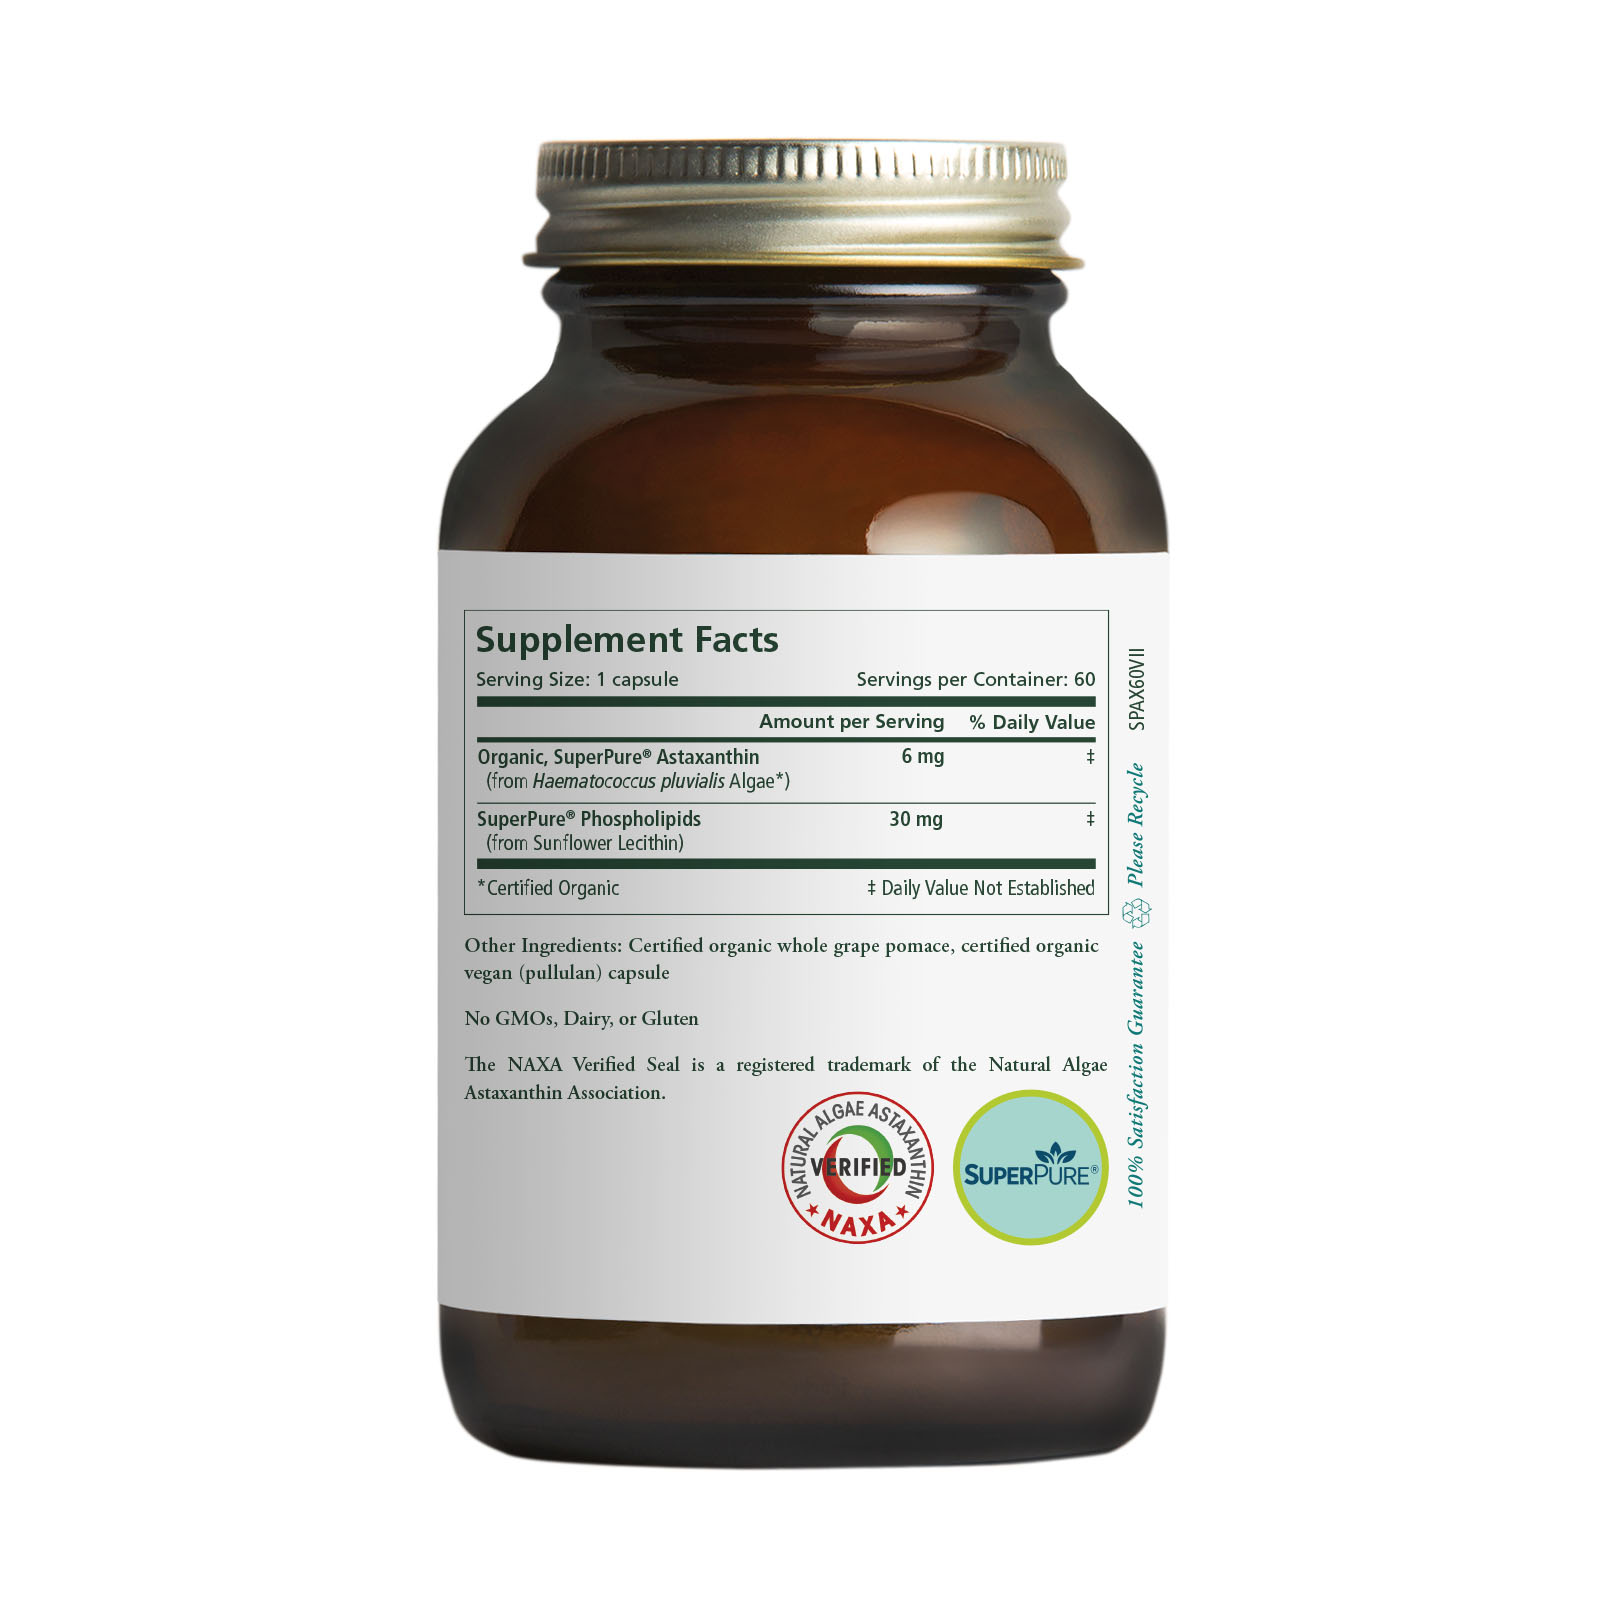 Supplement Facts
Serving Size: 1 capsule Servings per Container: 60
Amount per Serving % Daily Value
Organic, SuperPure® Astaxanthin 6 mg ‡
(from Haematococcus pluvialis Algae*)
SuperPure® Phospholipids 30 mg ‡
(from Sunflower Lecithin)
*Certified Organic ‡ Daily Value Not Established
Other Ingredients: Certified organic whole grape pomace, certified organic
vegan (pullulan) capsule
No GMOs, Dairy, or Gluten
The NAXA Verified Seal is a registered trademark of the Natural Algae
Astaxanthin Association.
NATURAL ALGAE ASTAXANTHIN
VERIFIED
NAXA
SUPERPURE®
100% Satisfaction Guarantee Please Recycle SPAX60VII